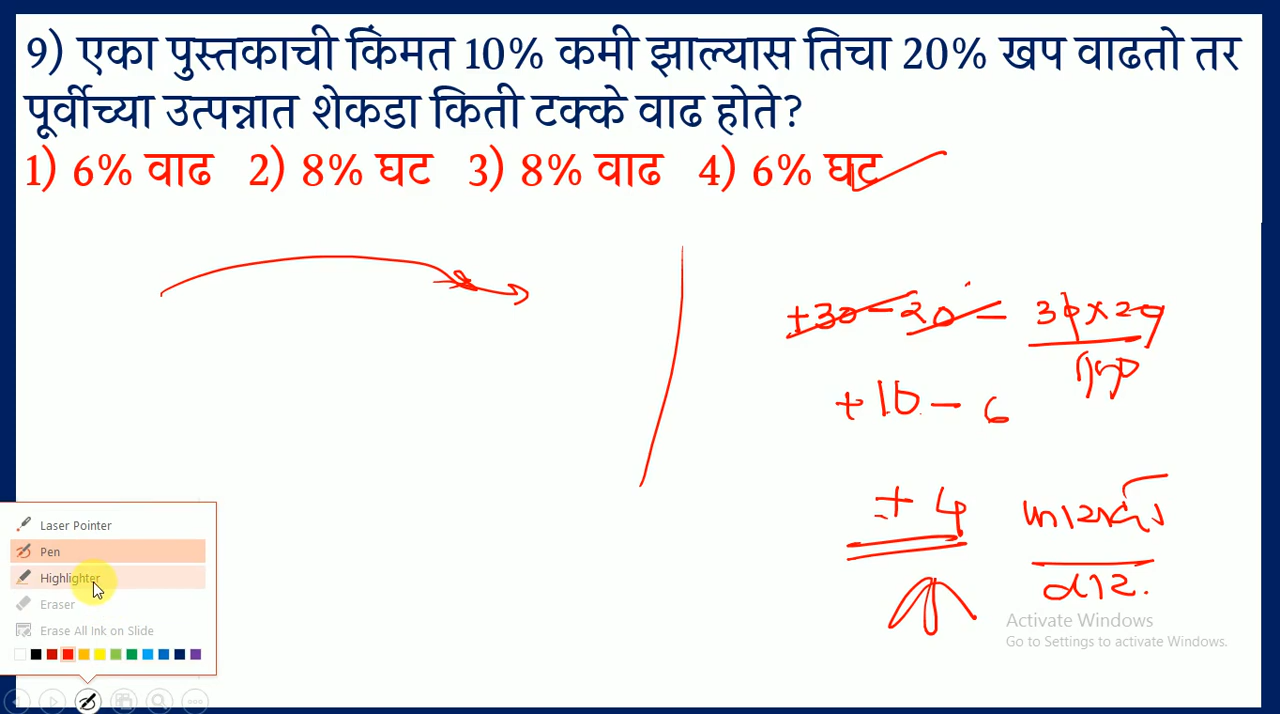 9) एका पुस्तकाची किंमत 10% कमी झाल्यास तिचा 20% खप वाढतो तर
पूर्वीच्या उत्पन्नात शेकडा किती टक्के वाढ होते?
1) 6% वाढ 2) 8% घट 3) 8% वाढ 4) 6% घट
+30 - 20 - 30 x 20
+10 - 6
+ 4
Laser Pointer
Pen
Highlighter
Eraser
Erase All Ink on Slide
Activate Windows
Go to Settings to activate Windows.